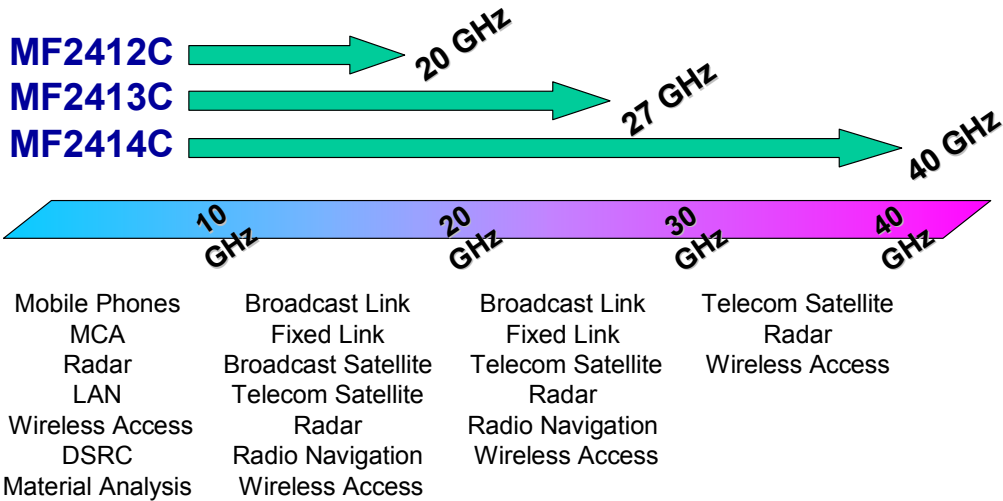 MF2412C
20 GHz
MF2413C
27 GHz
MF2414C
40 GHz
10
GHz
20
GHz
30
GHz
40
GHz
Mobile Phones
MCA
Radar
LAN
Wireless Access
DSRC
Material Analysis
Broadcast Link
Fixed Link
Broadcast Satellite
Telecom Satellite
Radar
Radio Navigation
Wireless Access
Broadcast Link
Fixed Link
Telecom Satellite
Radar
Radio Navigation
Wireless Access
Telecom Satellite
Radar
Wireless Access